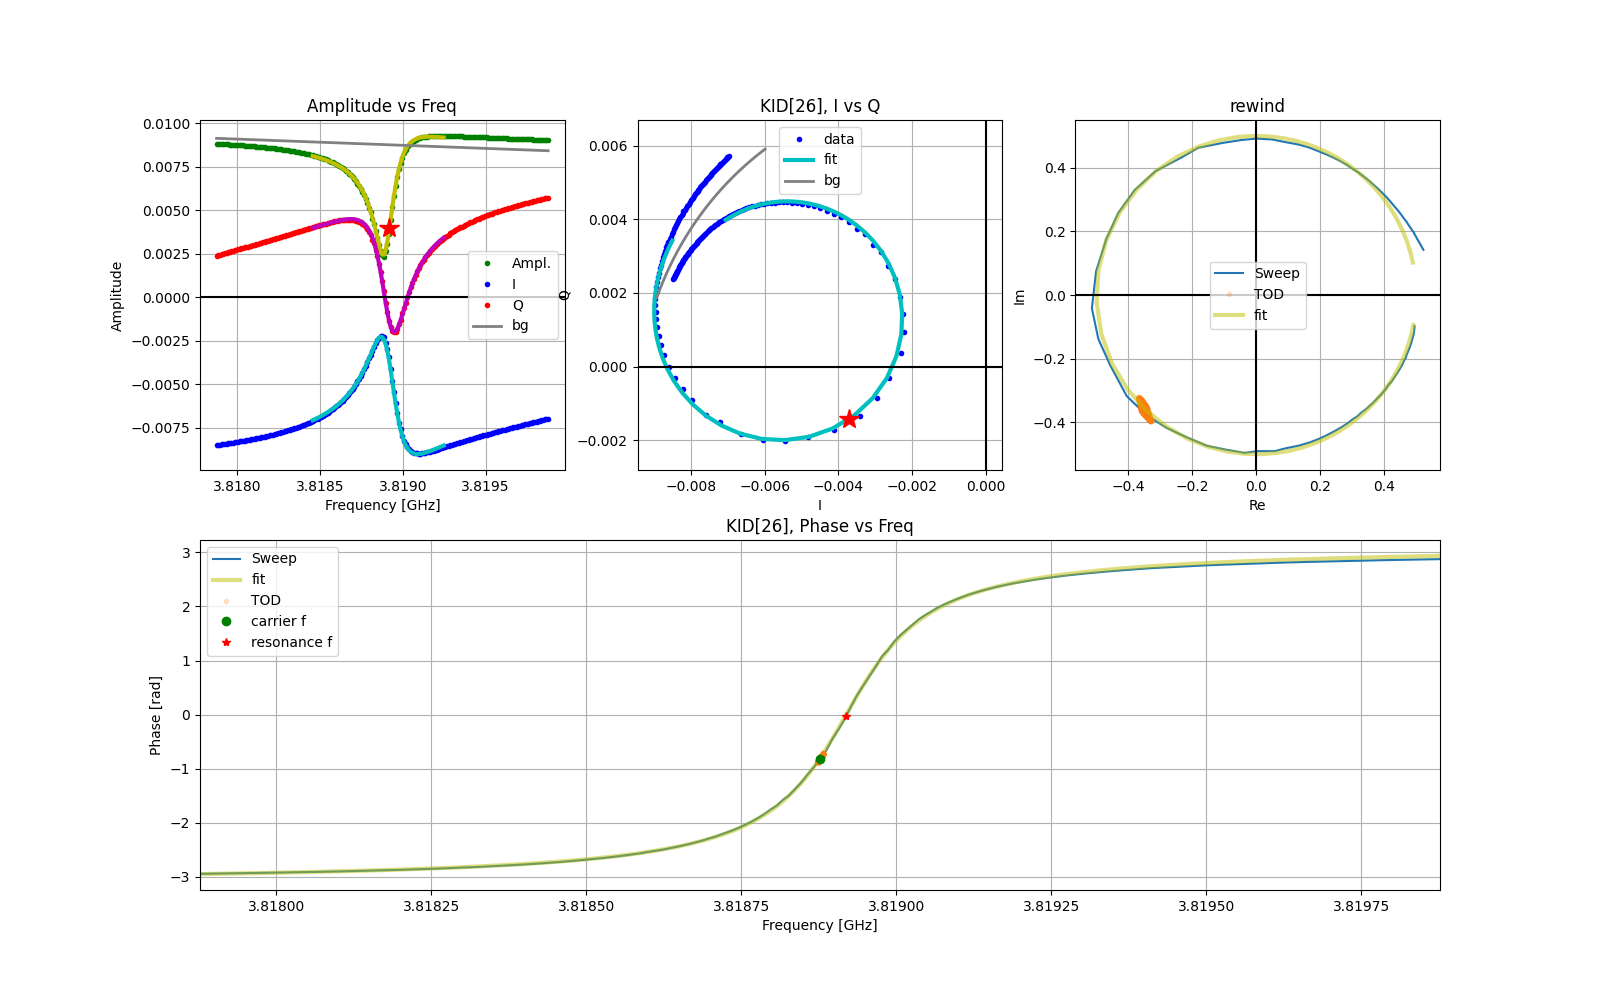 Amplitude vs Freq
0.0100
0.0075
0.0050
0.0025
0.0000
−0.0025
−0.0050
−0.0075
Amplitude
Ampl.
I
Q
bg
3.8180
3.8185
3.8190
3.8195
Frequency [GHz]
KID[26], I vs Q
0.006
0.004
0.002
0.000
−0.002
Q
data
fit
bg
−0.008
−0.006
−0.004
−0.002
0.000
I
rewind
0.4
0.2
0.0
−0.2
−0.4
Im
Sweep
TOD
fit
−0.4
−0.2
0.0
0.2
0.4
Re
KID[26], Phase vs Freq
3
2
1
0
−1
−2
−3
Phase [rad]
Sweep
fit
TOD
carrier f
resonance f
3.81800
3.81825
3.81850
3.81875
3.81900
3.81925
3.81950
3.81975
Frequency [GHz]